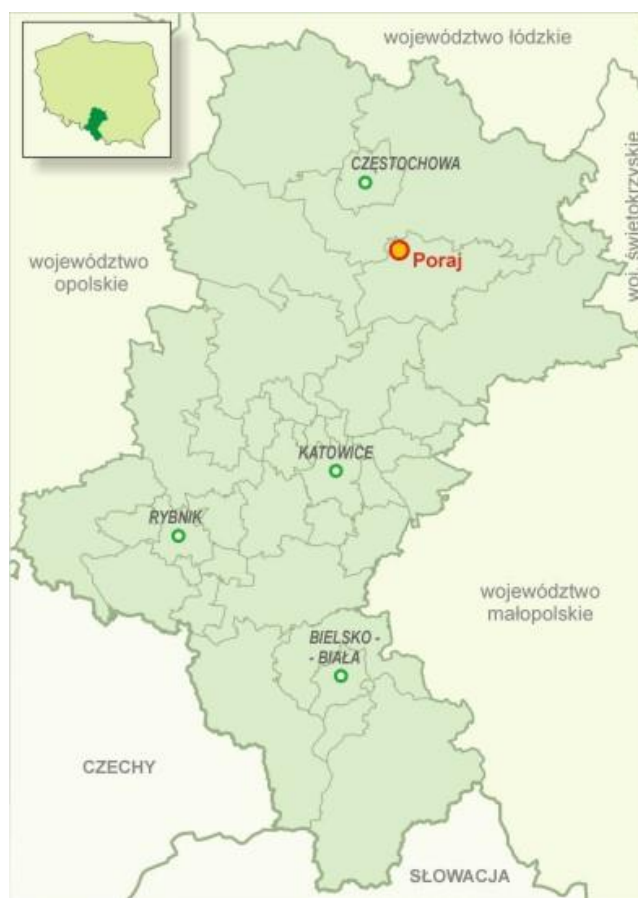 województwo łódzkie
CZĘSTOCHOWA
woj. świętokrzyskie
Poraj
województwo
opolskie
KATOWICE
RYBNIK
województwo
małopolskie
BIELSKO -
- BIAŁA
CZECHY
SŁOWACJA